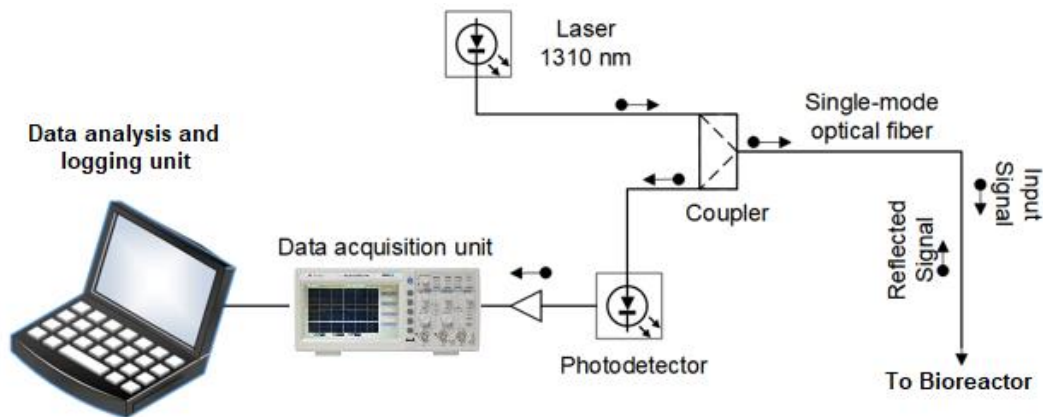 Laser
1310 nm
Single-mode
optical fiber
Data analysis and
logging unit
Coupler
Input
Signal
Reflected
Signal
Data acquisition unit
Photodetector
To Bioreactor